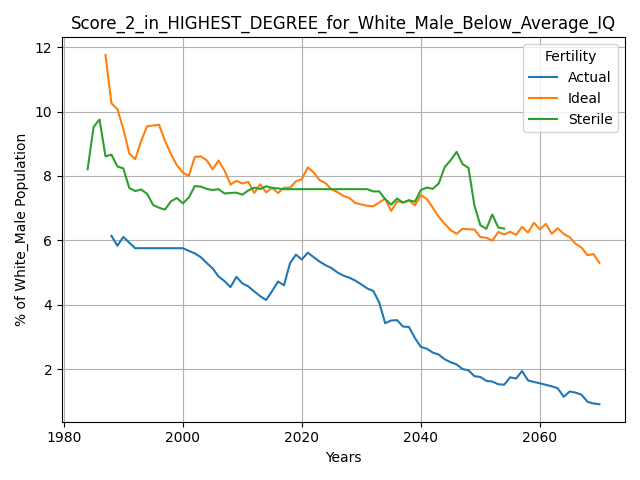 Score_2_in_HIGHEST_DEGREE_for_White_Male_Below_Average_IQ
Fertility
Actual
Ideal
Sterile
% of White_Male Population
12
10
8
6
4
2
1980
2000
2020
2040
2060
Years